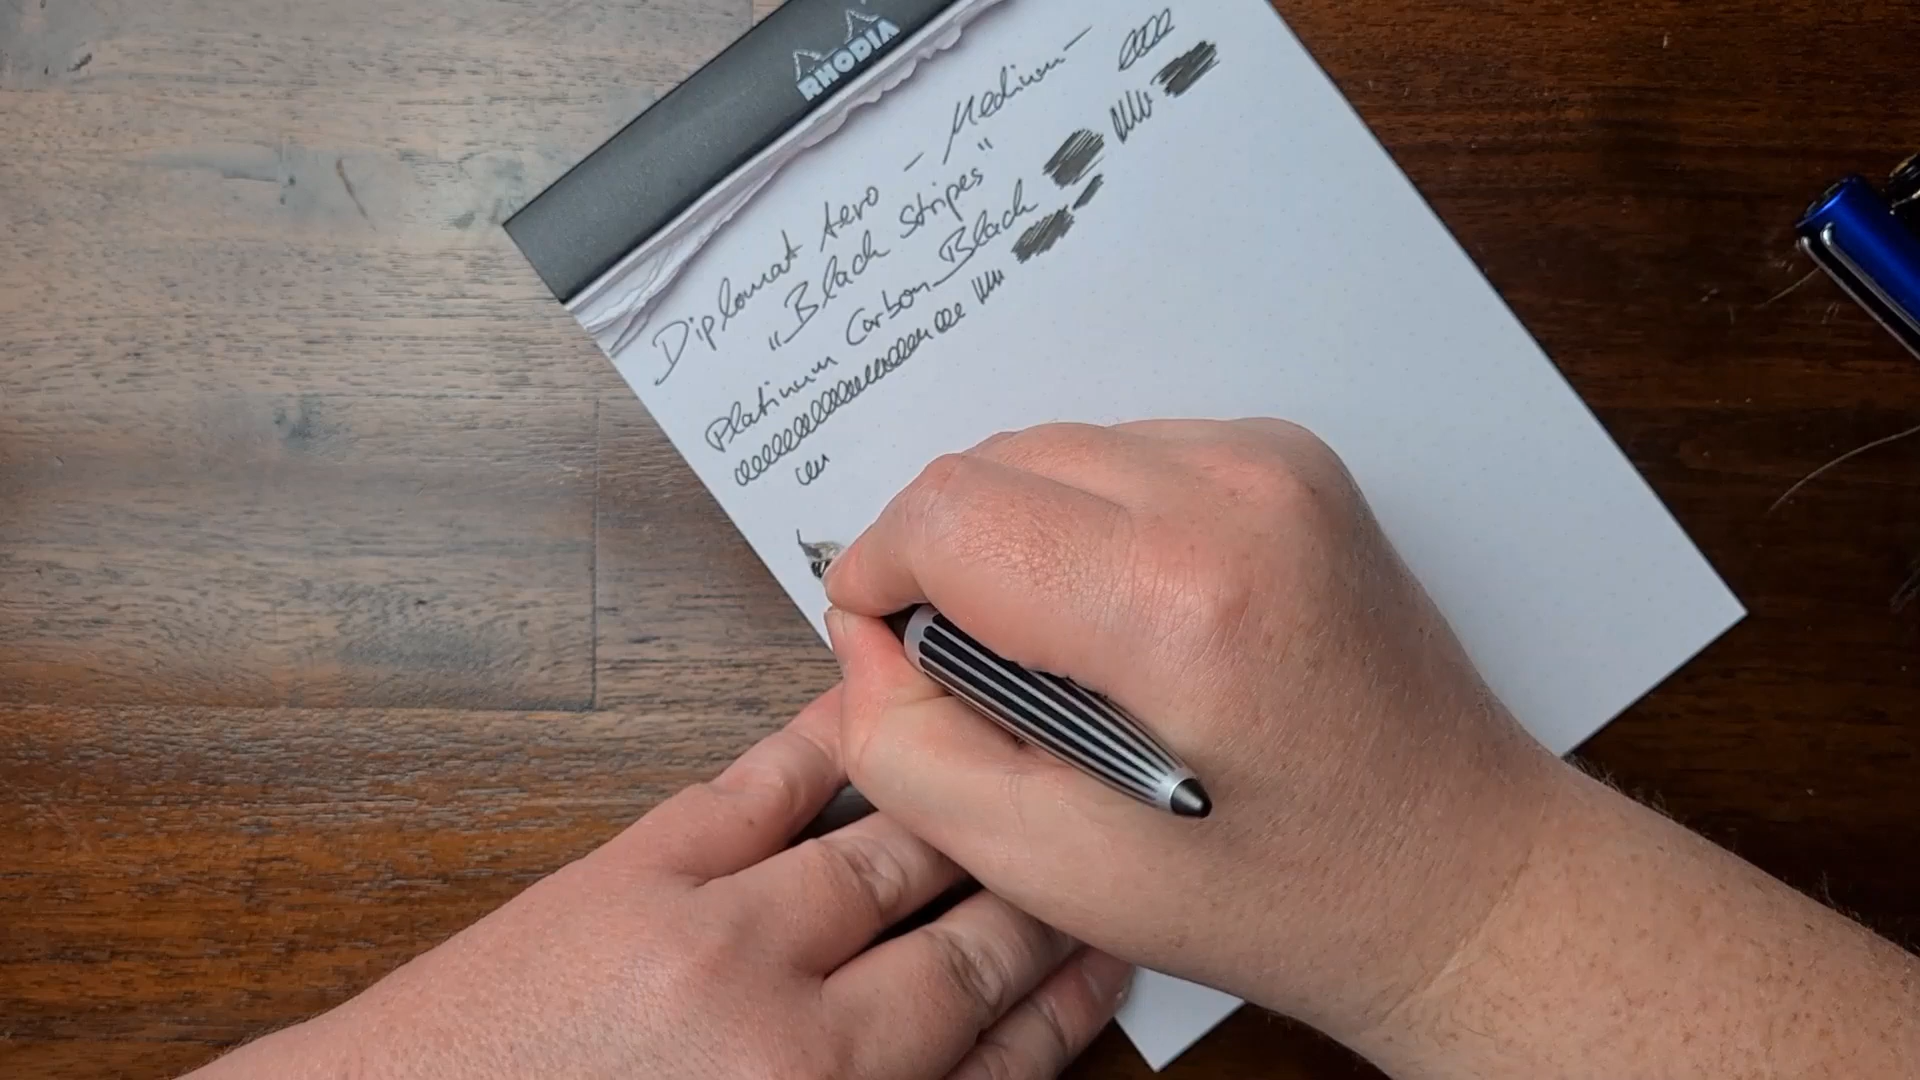 RHODIA
Diplomat Aero - Medium -
"Black Stripes"
Platinum Carbon Black